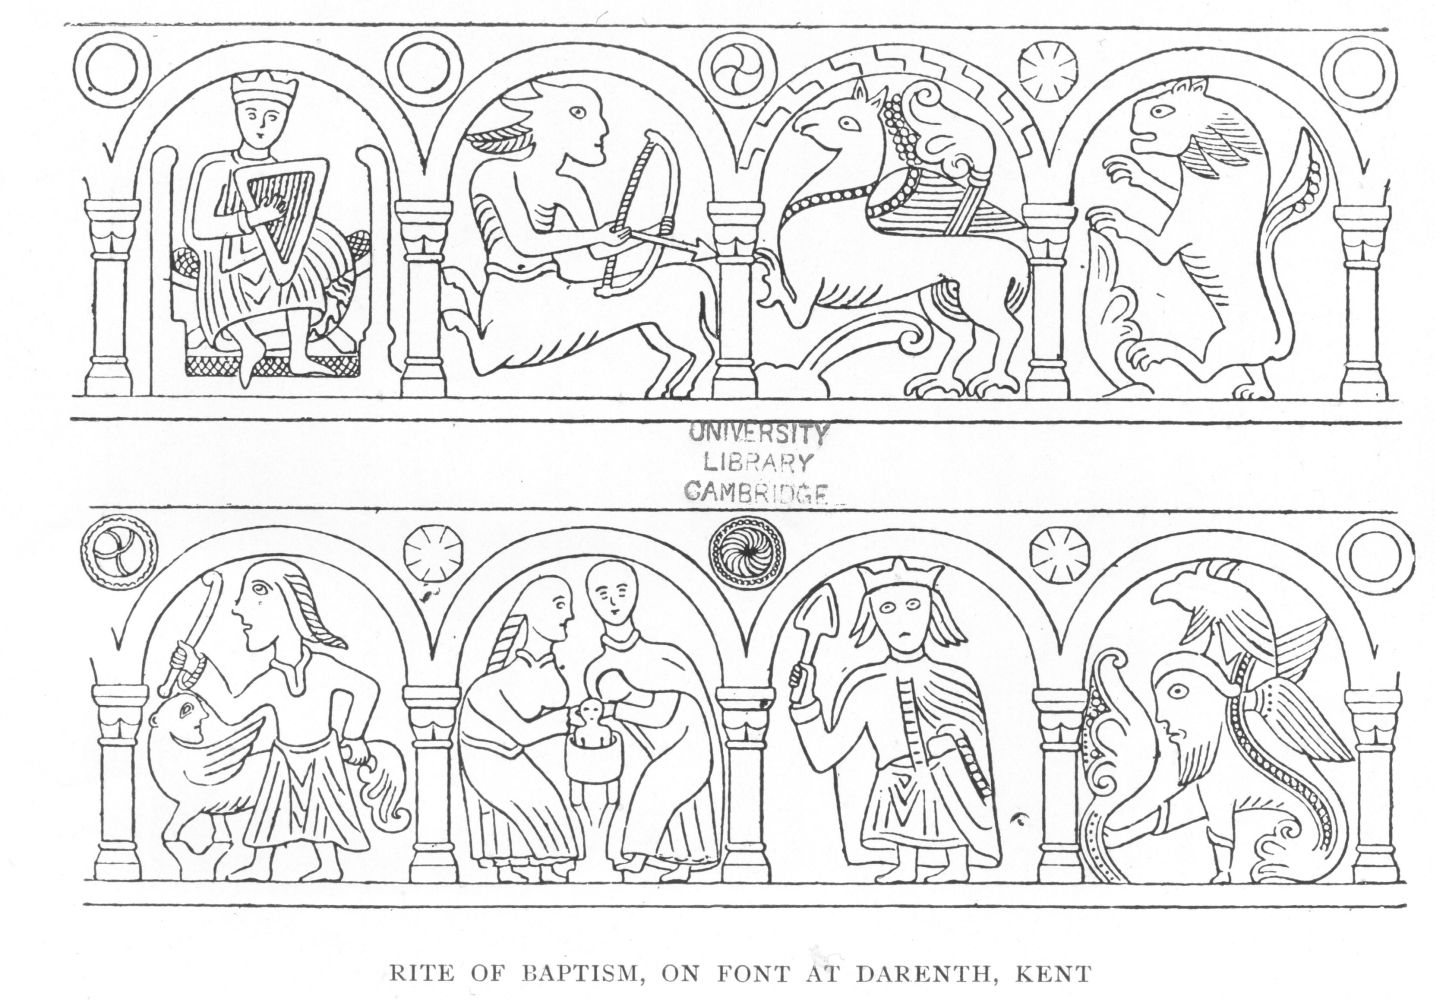 UNIVERSITY
LIBRARY
CAMBRIDGE
RITE OF BAPTISM, ON FONT AT DARENTH, KENT